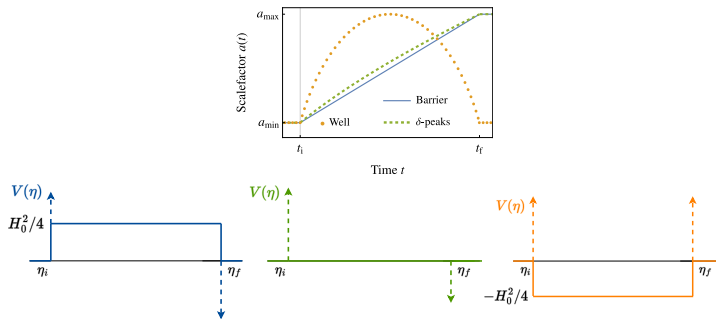 a_max
Scalefactor a(t)
Barrier
Well
δ-peaks
a_min
t_i
t_f
Time t
V(η)
H_0^2/4
η_i
η_f
V(η)
η_i
η_f
V(η)
η_i
η_f
−H_0^2/4